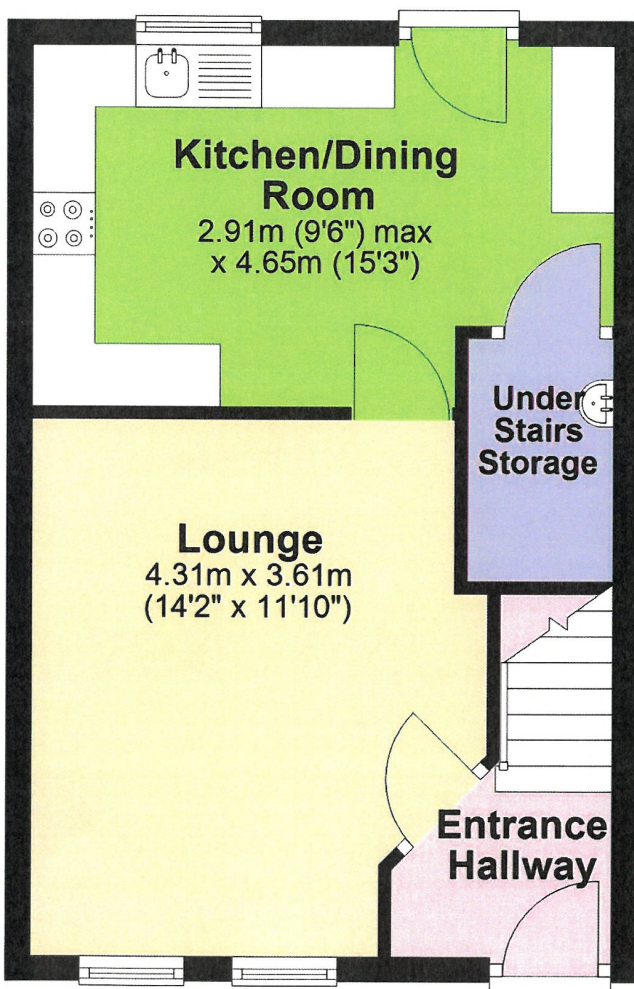 Kitchen/Dining
Room
2.91m (9'6") max
x 4.65m (15'3")
Under
Stairs
Storage
Lounge
4.31m x 3.61m
(14'2" x 11'10")
Entrance
Hallway